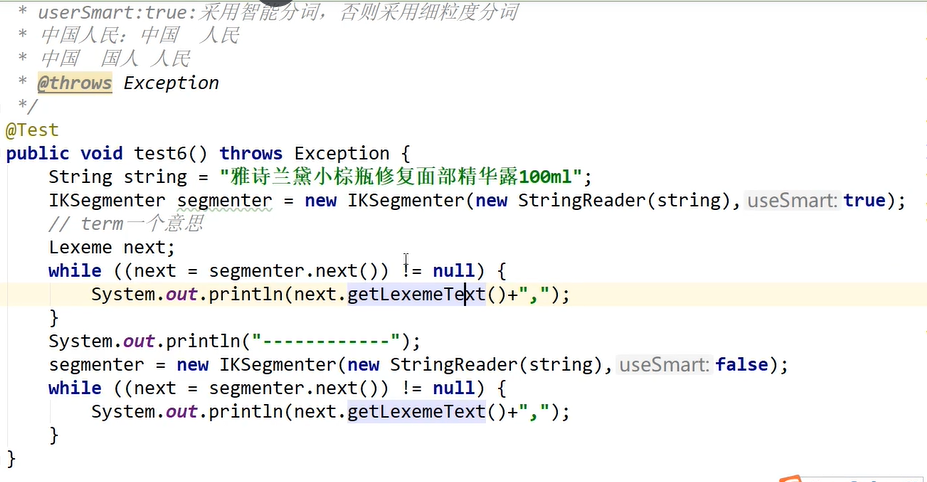 * userSmart:true:采用智能分词，否则采用细粒度分词
* 中国人民：中国  人民
* 中国  国人 人民
* @throws Exception
*/
@Test
public void test6() throws Exception {
    String string = "雅诗兰黛小棕瓶修复面部精华露100ml";
    IKSegmenter segmenter = new IKSegmenter(new StringReader(string), useSmart: true);
    // term一个意思
    Lexeme next;
    while ((next = segmenter.next()) != null) {
        System.out.println(next.getLexemeText()+",");
    }
    System.out.println("------------");
    segmenter = new IKSegmenter(new StringReader(string), useSmart: false);
    while ((next = segmenter.next()) != null) {
        System.out.println(next.getLexemeText()+",");
    }
}